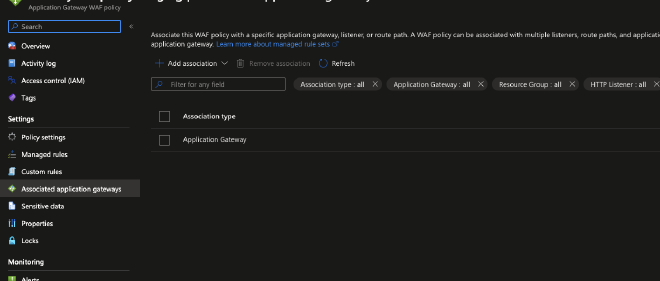 Application Gateway WAF policy
Search
«
Overview
Activity log
Access control (IAM)
Tags
Settings
Policy settings
Managed rules
Custom rules
Associated application gateways
Sensitive data
Properties
Locks
Monitoring
Alerts
Associate this WAF policy with a specific application gateway, listener, or route path. A WAF policy can be associated with multiple listeners, route paths, and
application gateway. Learn more about managed rule sets
+ Add association
Remove association
Refresh
Filter for any field
Association type : all ×
Application Gateway : all ×
Resource Group : all ×
HTTP Listener : all ×
Association type
Application Gateway